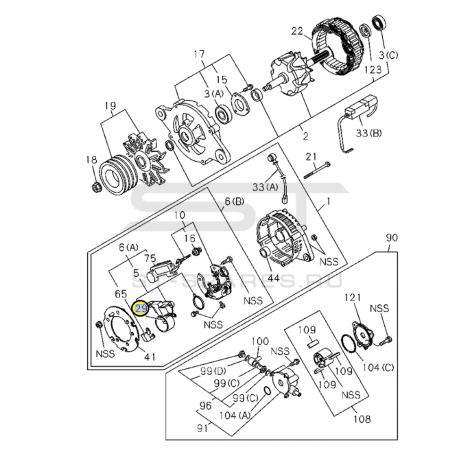 22
17
3 (C)
15
123
3 (A)
19
2
33 (B)
18
21
33 (A)
6 (B)
1
10
90
6 (A)
16
75
5
NSS
44
65
29
121
NSS
109
NSS
NSS
100
NSS
41
NSS
99 (D)
99 (C)
109
104 (C)
99 (C)
109
96
104 (A)
108
91